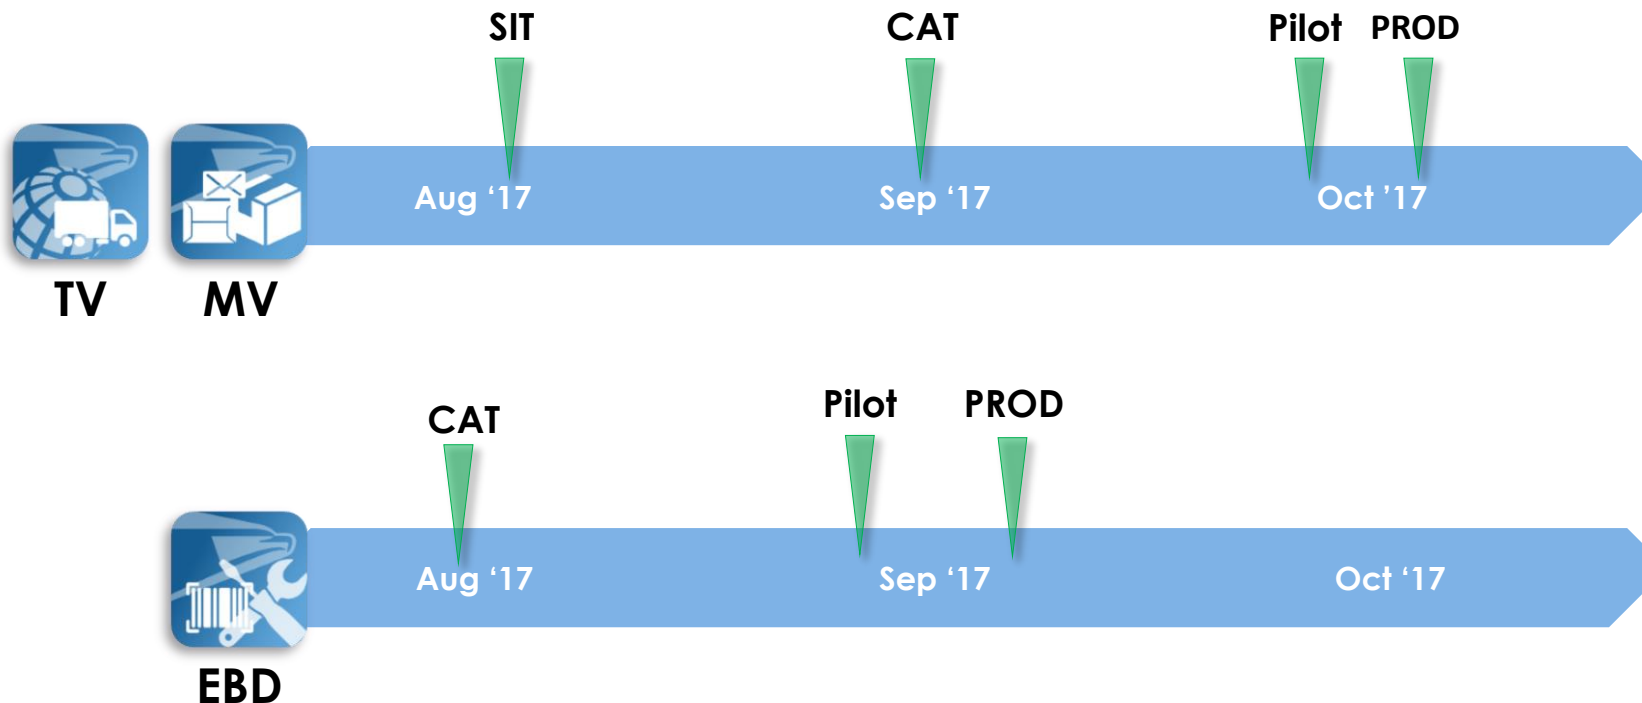 SIT CAT Pilot PROD
Aug ‘17 Sep ‘17 Oct ’17
TV MV
CAT Pilot PROD
Aug ‘17 Sep ‘17 Oct ‘17
EBD